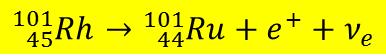 ¹⁰¹₄₅Rh → ¹⁰¹₄₄Ru + e⁺ + νₑ